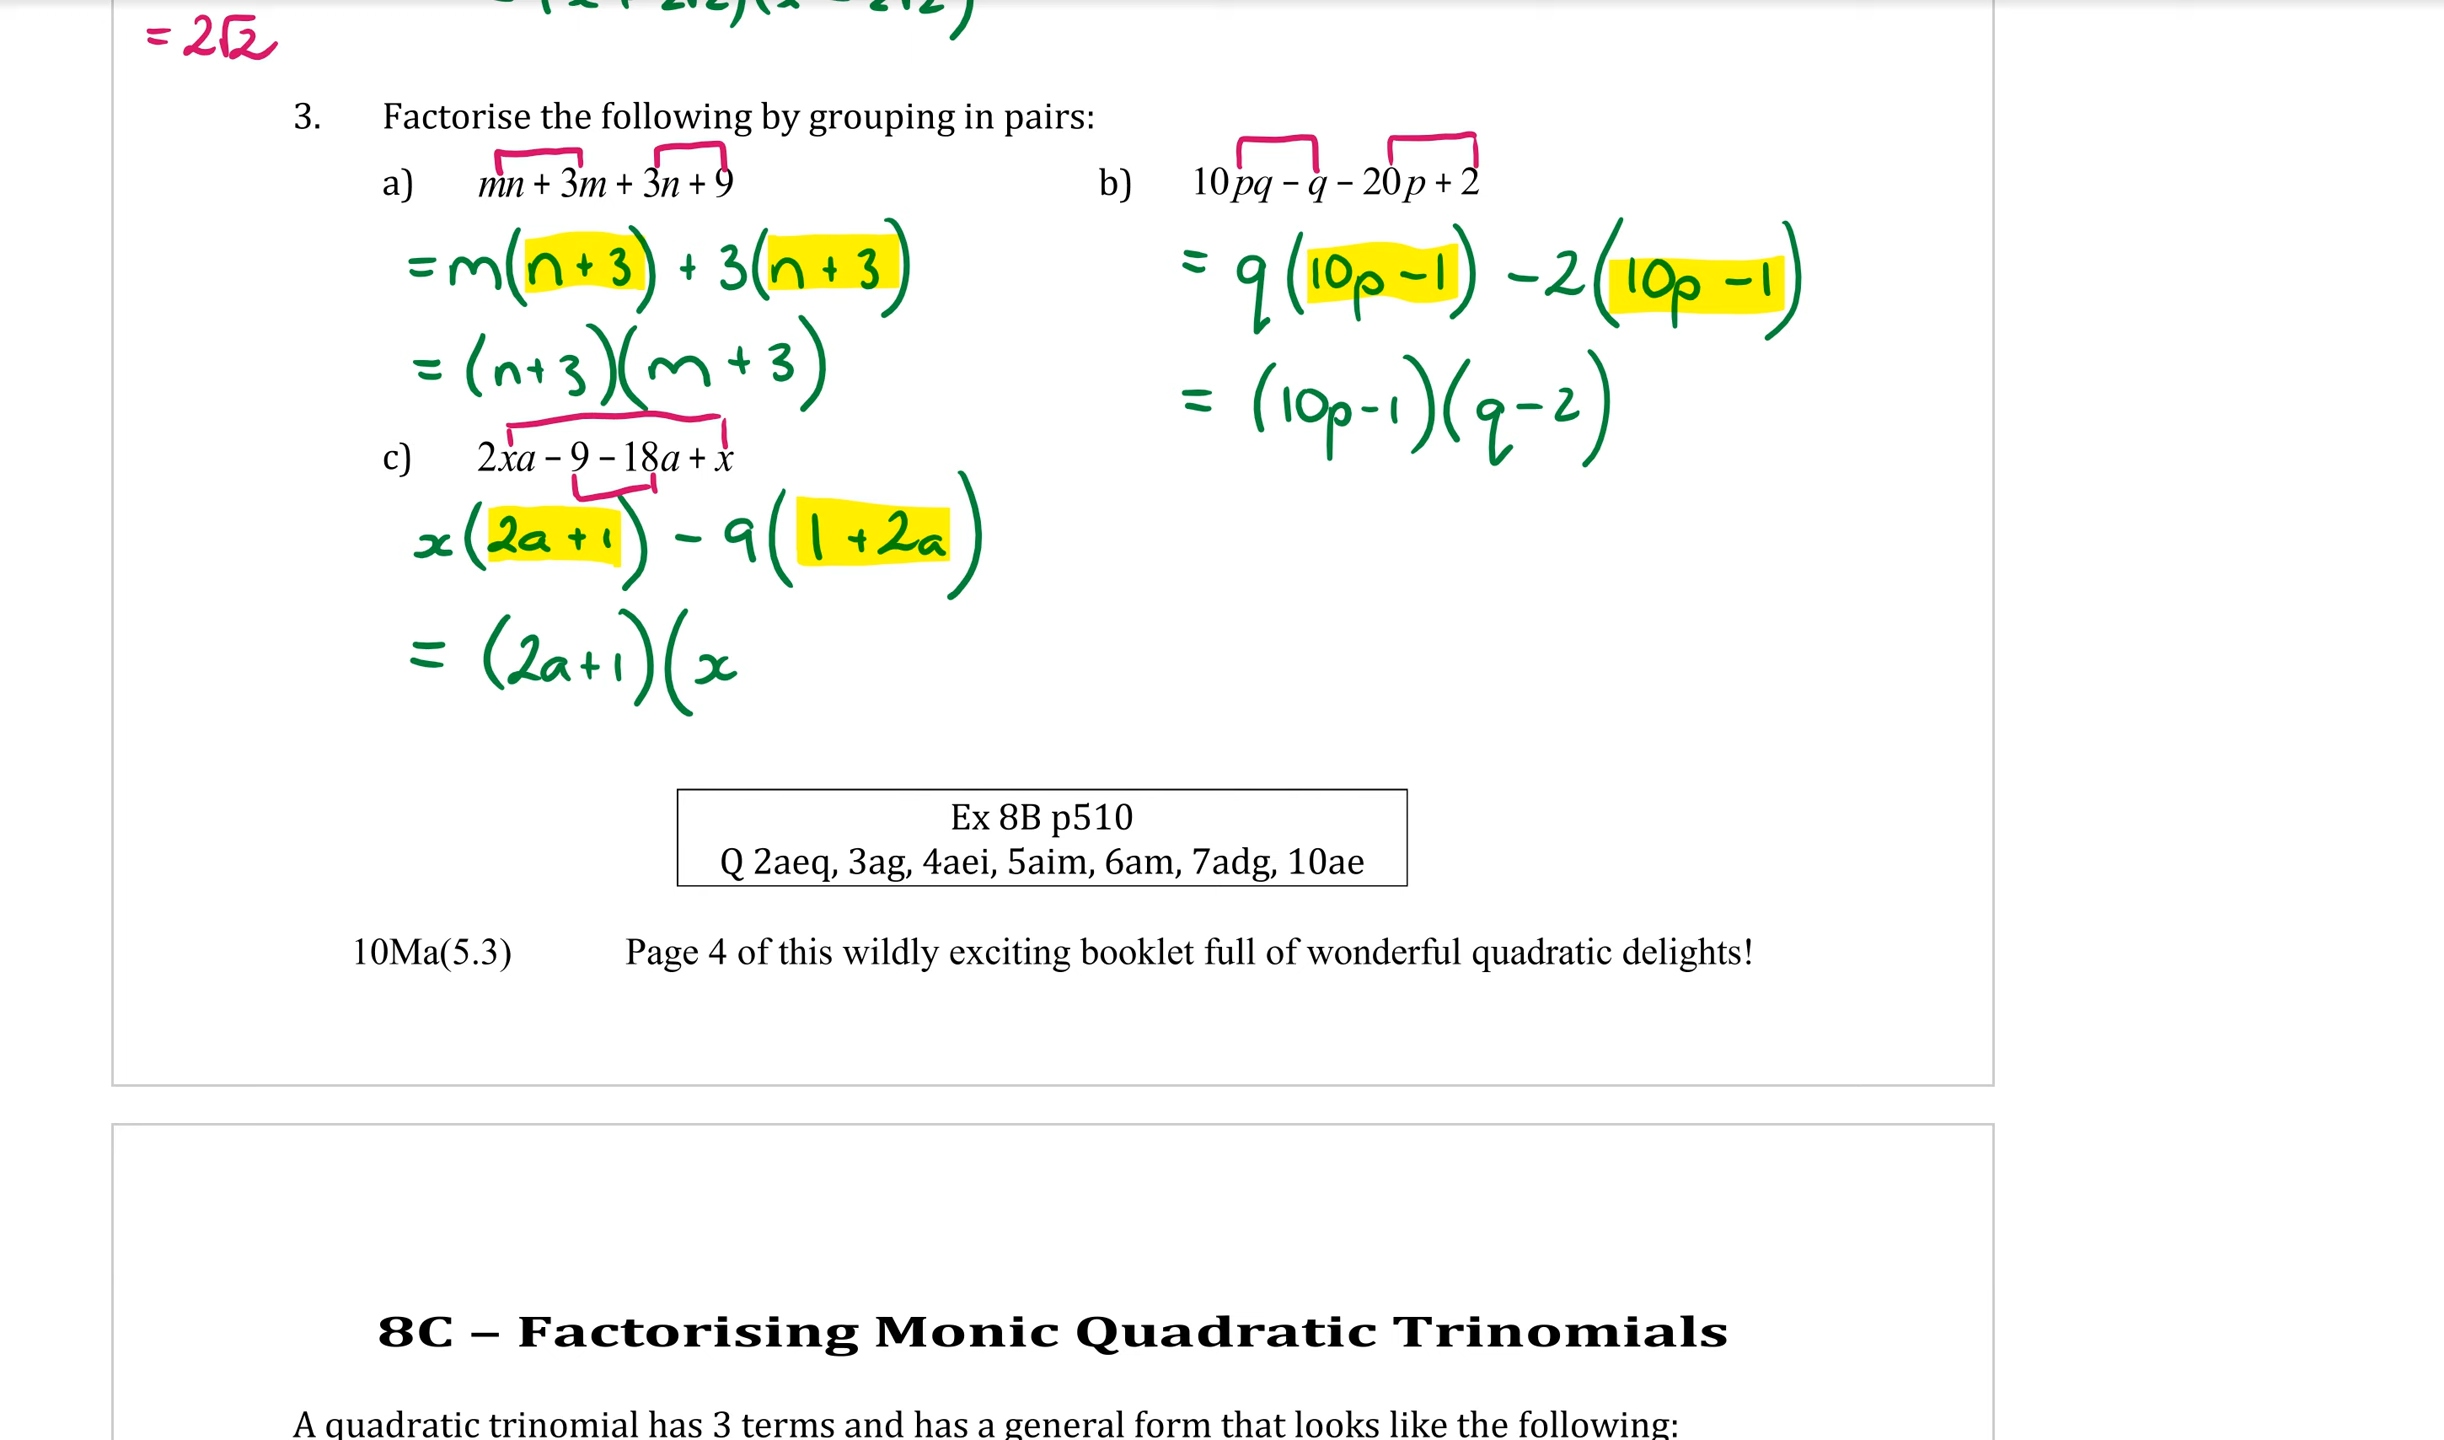 = 2√2
3. Factorise the following by grouping in pairs:
a) mn + 3m + 3n + 9
= m(n + 3) + 3(n + 3)
= (n+3)(m + 3)
b) 10pq – q – 20p + 2
= q(10p – 1) – 2(10p – 1)
= (10p – 1)(q – 2)
c) 2xa – 9 – 18a + x
x(2a + 1) – 9(1 + 2a)
= (2a + 1)(x
Ex 8B p510
Q 2aeq, 3ag, 4aei, 5aim, 6am, 7adg, 10ae
10Ma(5.3) Page 4 of this wildly exciting booklet full of wonderful quadratic delights!
8C – Factorising Monic Quadratic Trinomials
A quadratic trinomial has 3 terms and has a general form that looks like the following: